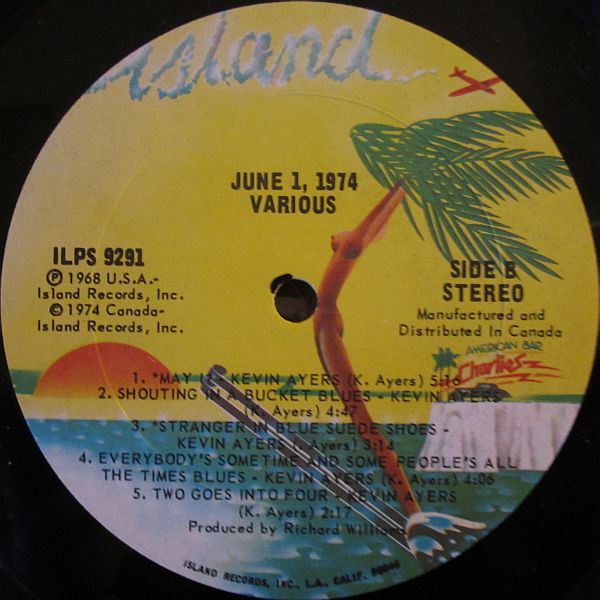 island
JUNE 1, 1974
VARIOUS
ILPS 9291
℗ 1968 U.S.A.-
Island Records, Inc.
© 1974 Canada-
Island Records, Inc.
SIDE B
STEREO
Manufactured and
Distributed In Canada
AMERICAN BAR
Charlies
1. *MAY I - KEVIN AYERS (K. Ayers) 5:16
2. SHOUTING IN A BUCKET BLUES - KEVIN AYERS
(K. Ayers) 4:47
3. *STRANGER IN BLUE SUEDE SHOES -
KEVIN AYERS (. Ayers) 3:14
4. EVERYBODY'S SOMETIME AND SOME PEOPLE'S ALL
THE TIMES BLUES - KEVIN AYERS (K. Ayers) 4:06
5. TWO GOES INTO FOUR - KEVIN AYERS
(K. Ayers) 2:17
Produced by Richard Williams
ISLAND RECORDS, INC., L.A., CALIF. 90046